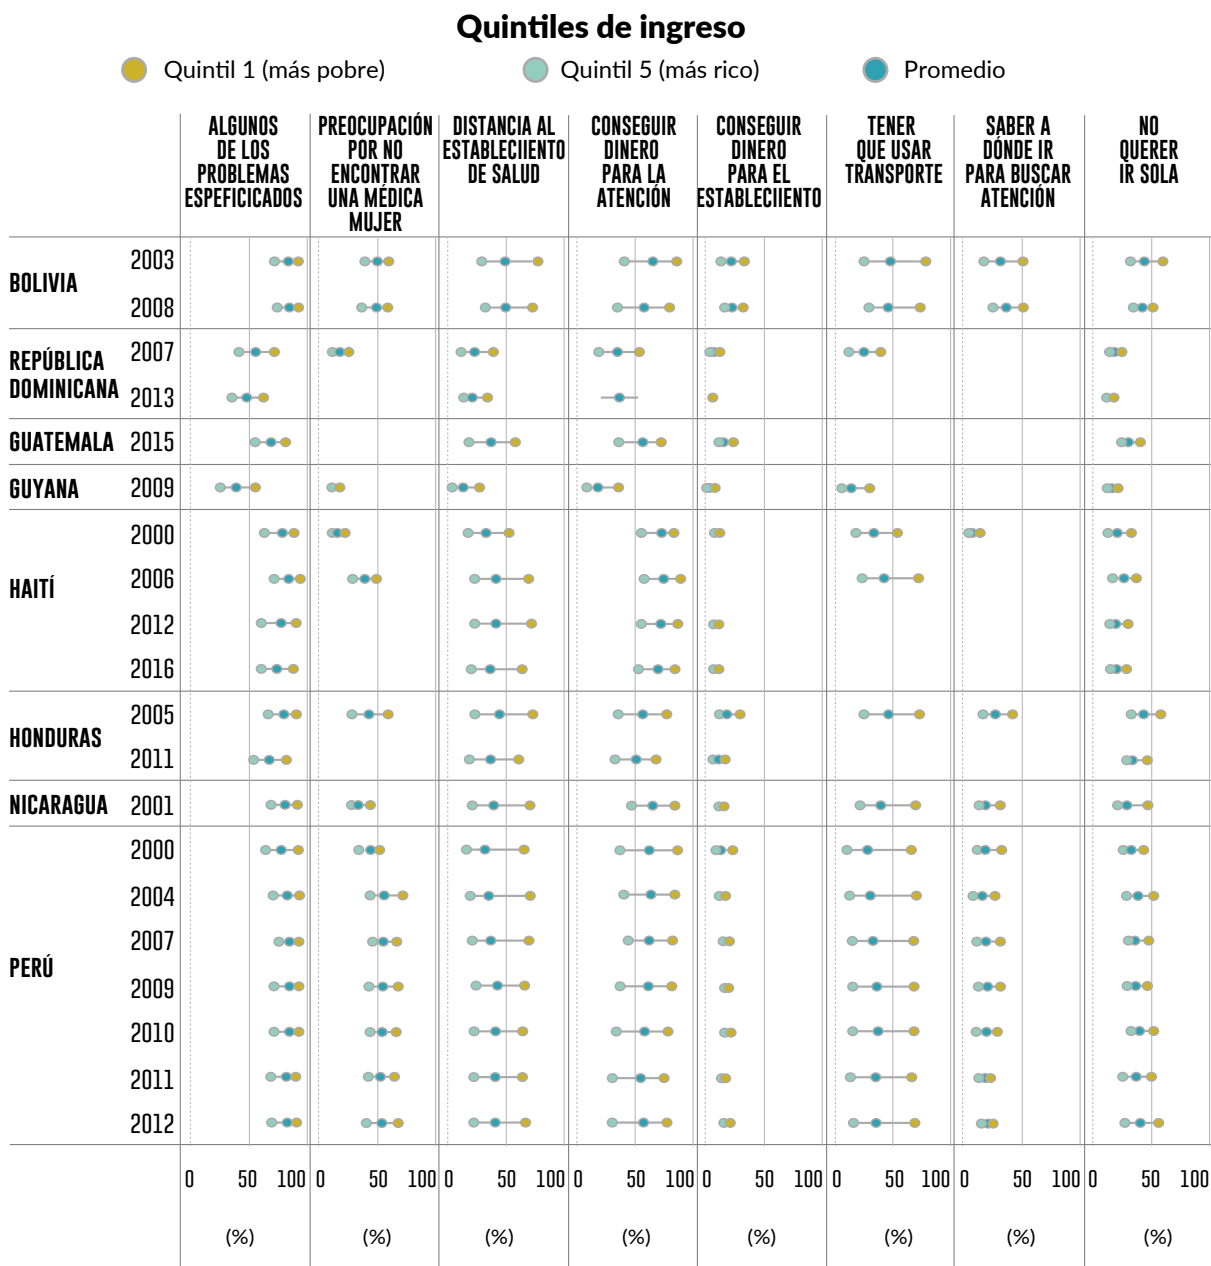 Quintiles de ingreso
Quintil 1 (más pobre)
Quintil 5 (más rico)
Promedio
ALGUNOS
DE LOS
PROBLEMAS
ESPEFICICADOS
PREOCUPACIÓN
POR NO
ENCONTRAR
UNA MÉDICA
MUJER
DISTANCIA AL
ESTABLECIIENTO
DE SALUD
CONSEGUIR
DINERO
PARA LA
ATENCIÓN
CONSEGUIR
DINERO
PARA EL
ESTABLECIIENTO
TENER
QUE USAR
TRANSPORTE
SABER A
DÓNDE IR
PARA BUSCAR
ATENCIÓN
NO
QUERER
IR SOLA
BOLIVIA
2003
2008
REPÚBLICA
DOMINICANA
2007
2013
GUATEMALA 2015
GUYANA 2009
HAITÍ
2000
2006
2012
2016
HONDURAS
2005
2011
NICARAGUA 2001
PERÚ
2000
2004
2007
2009
2010
2011
2012
0 50 100 0 50 100 0 50 100 0 50 100 0 50 100 0 50 100 0 50 100 0 50 100
(%) (%) (%) (%) (%) (%) (%) (%)